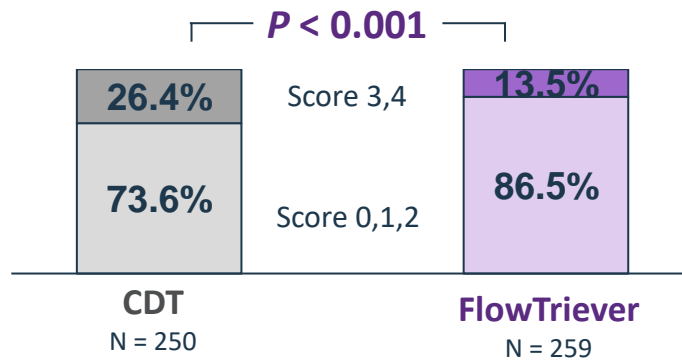 P < 0.001
26.4% Score 3,4 13.5%
73.6% Score 0,1,2 86.5%
CDT FlowTriever
N = 250 N = 259